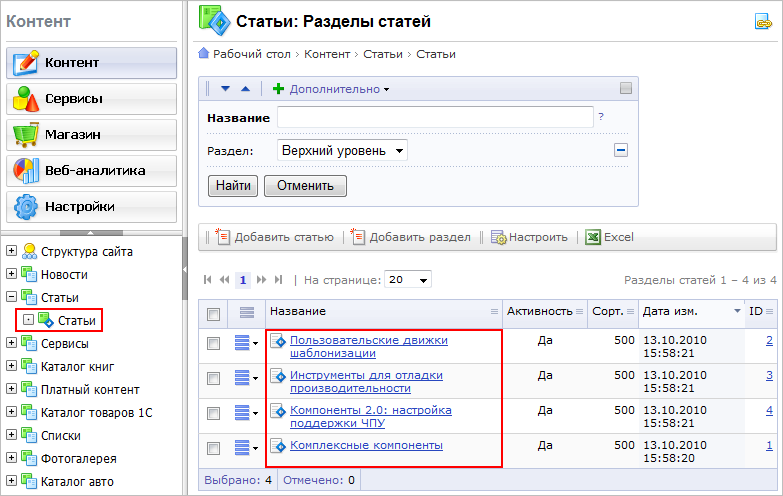 Контент
Контент
Сервисы
Магазин
Веб-аналитика
Настройки
Структура сайта
Новости
Статьи
Статьи
Сервисы
Каталог книг
Платный контент
Каталог товаров 1С
Списки
Фотогалерея
Каталог авто
Статьи: Разделы статей
Рабочий стол › Контент › Статьи › Статьи
Дополнительно
Название ?
Раздел: Верхний уровень
Найти Отменить
Добавить статью Добавить раздел Настроить Excel
1 На странице: 20 Разделы статей 1 – 4 из 4
Название Активность Сорт. Дата изм. ID
Пользовательские движки Да 500 13.10.2010 2
шаблонизации 15:58:21
Инструменты для отладки Да 500 13.10.2010 3
производительности 15:58:21
Компоненты 2.0: настройка Да 500 13.10.2010 4
поддержки ЧПУ 15:58:21
Комплексные компоненты Да 500 13.10.2010 1
15:58:20
Выбрано: 4 Отмечено: 0